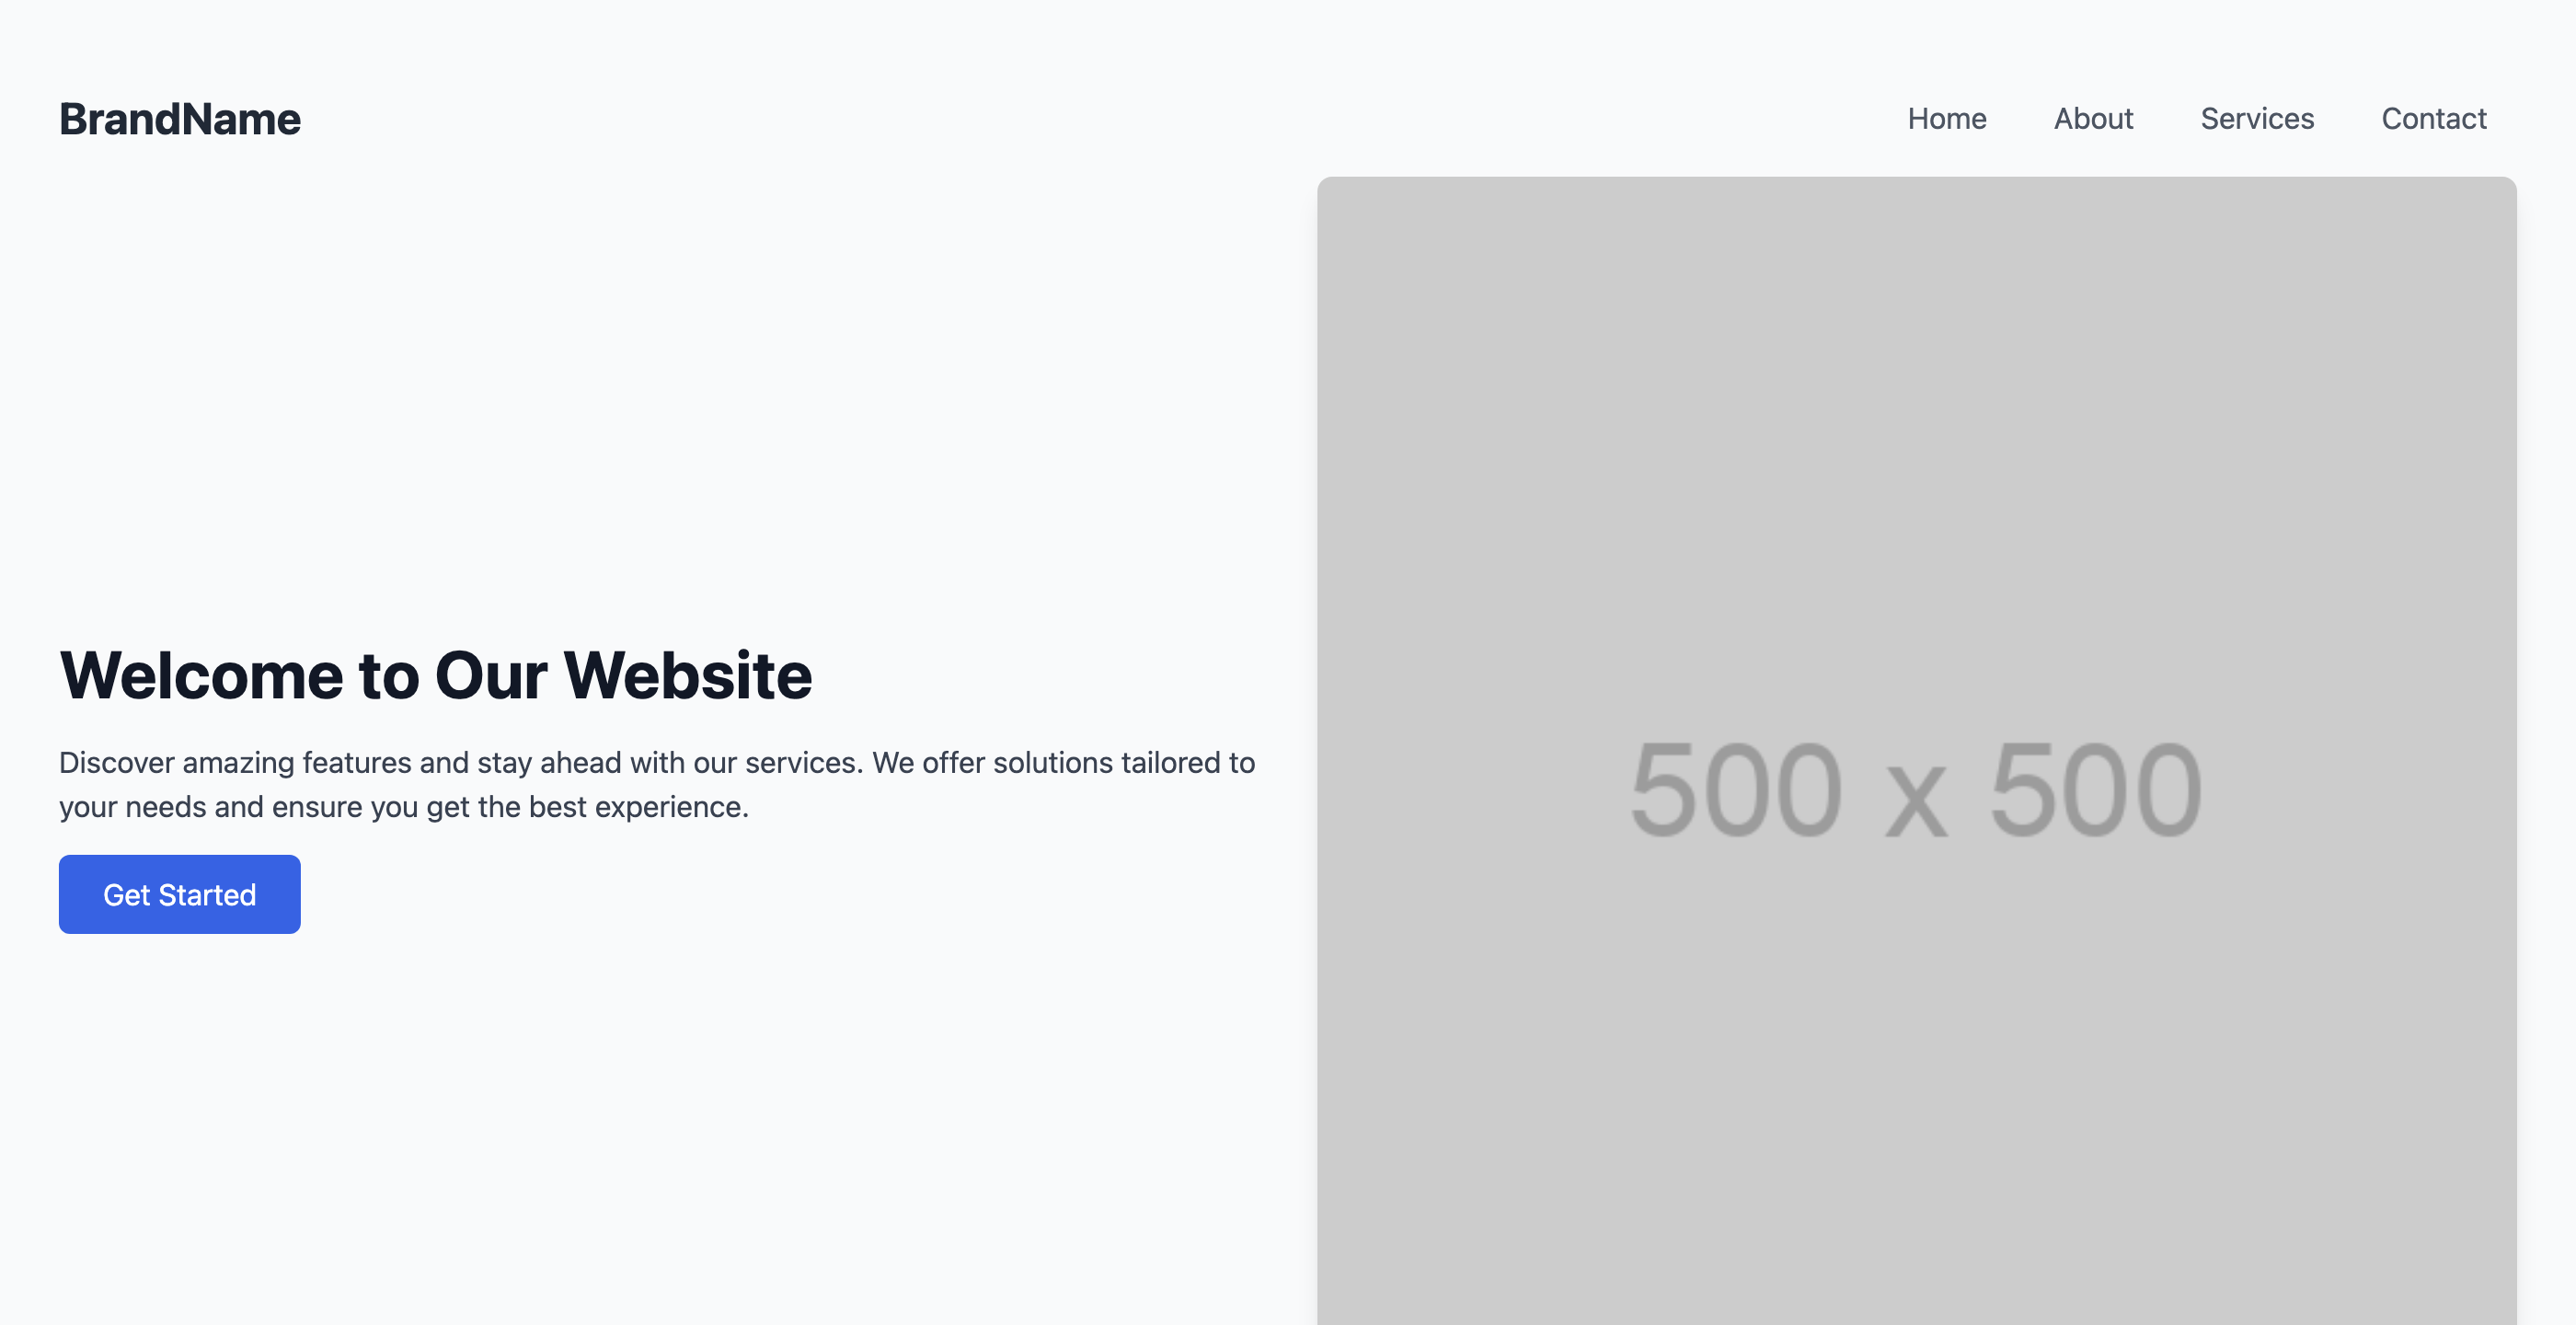 BrandName
Home About Services Contact
Welcome to Our Website
Discover amazing features and stay ahead with our services. We offer solutions tailored to
your needs and ensure you get the best experience.
Get Started
500 x 500